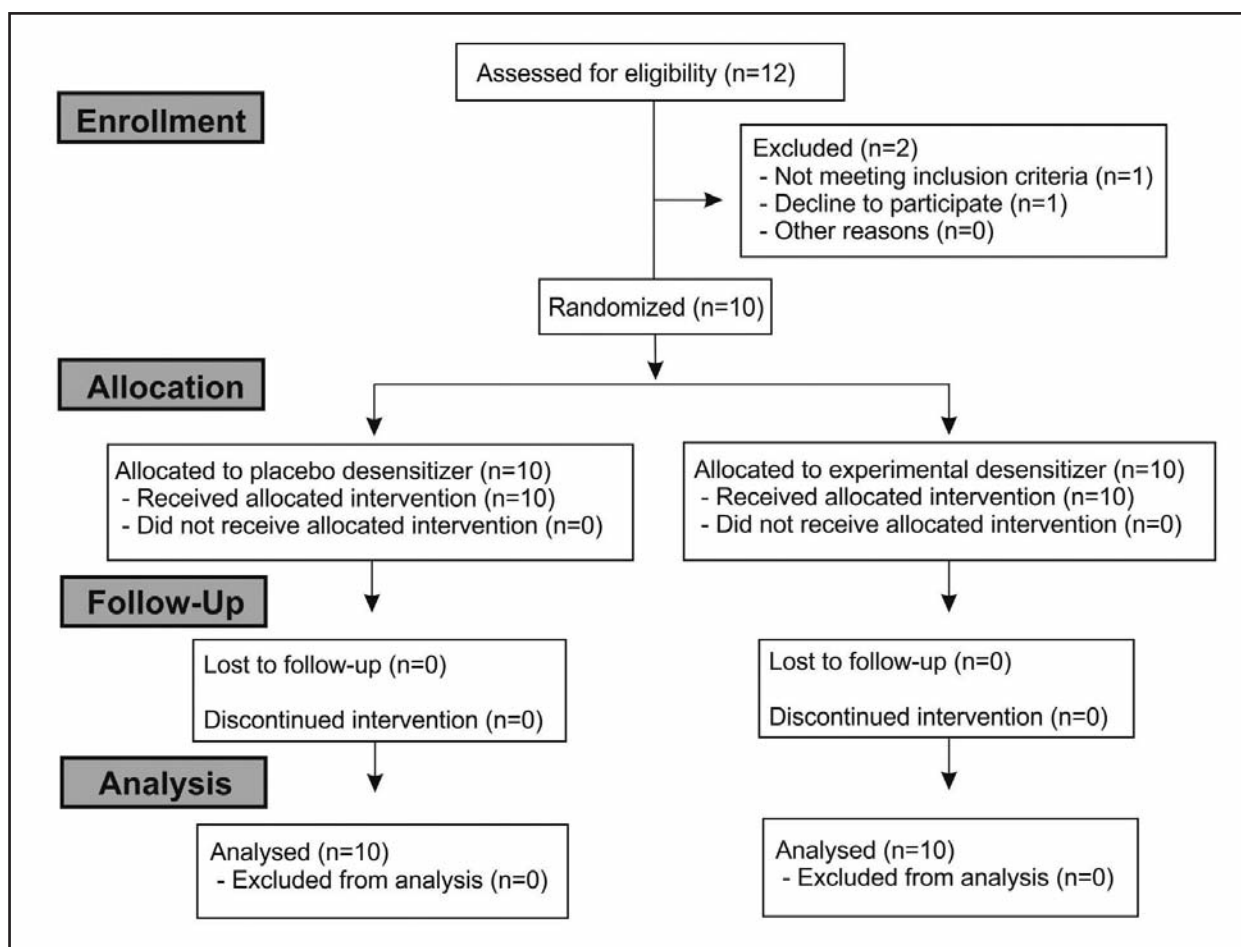 Assessed for eligibility (n=12)
Enrollment
Excluded (n=2)
- Not meeting inclusion criteria (n=1)
- Decline to participate (n=1)
- Other reasons (n=0)
Randomized (n=10)
Allocation
Allocated to placebo desensitizer (n=10)
- Received allocated intervention (n=10)
- Did not receive allocated intervention (n=0)
Allocated to experimental desensitizer (n=10)
- Received allocated intervention (n=10)
- Did not receive allocated intervention (n=0)
Follow-Up
Lost to follow-up (n=0)
Discontinued intervention (n=0)
Lost to follow-up (n=0)
Discontinued intervention (n=0)
Analysis
Analysed (n=10)
- Excluded from analysis (n=0)
Analysed (n=10)
- Excluded from analysis (n=0)